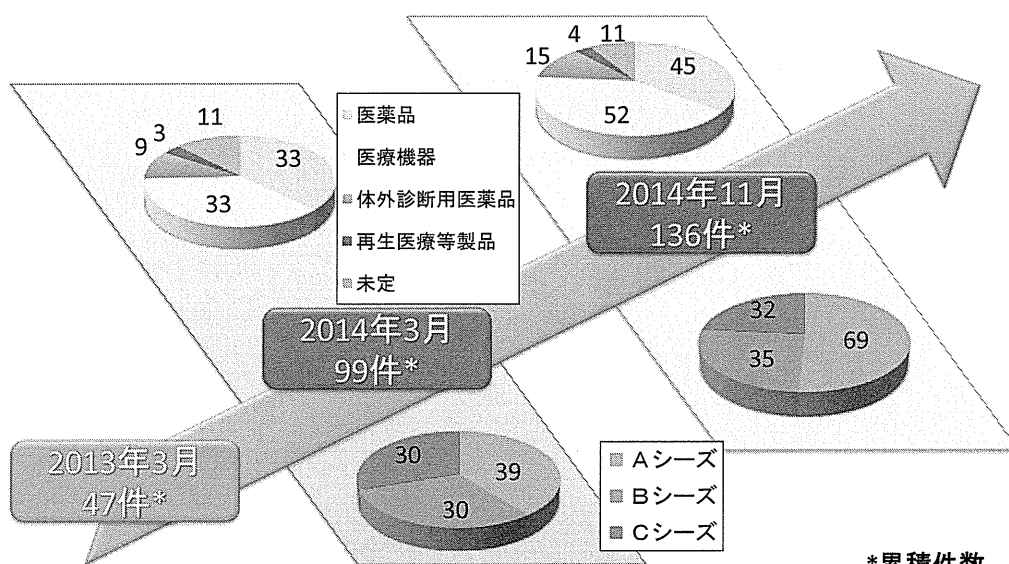 4
11
15
45
52
3
11
9
33
33
医薬品
医療機器
体外診断用医薬品
再生医療等製品
未定
2014年11月
136件*
2014年3月
99件*
32
69
35
2013年3月
47件*
30
39
30
Aシーズ
Bシーズ
Cシーズ
*累積件数